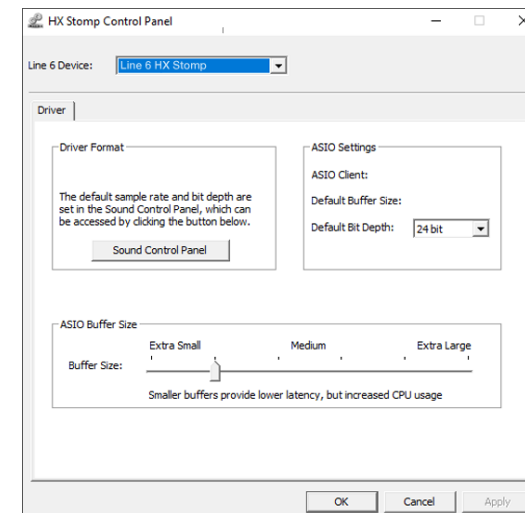 HX Stomp Control Panel
Line 6 Device: Line 6 HX Stomp
Driver
Driver Format
The default sample rate and bit depth are
set in the Sound Control Panel, which can
be accessed by clicking the button below.
Sound Control Panel
ASIO Settings
ASIO Client:
Default Buffer Size:
Default Bit Depth: 24 bit
ASIO Buffer Size
Extra Small Medium Extra Large
Buffer Size:
Smaller buffers provide lower latency, but increased CPU usage
OK Cancel Apply